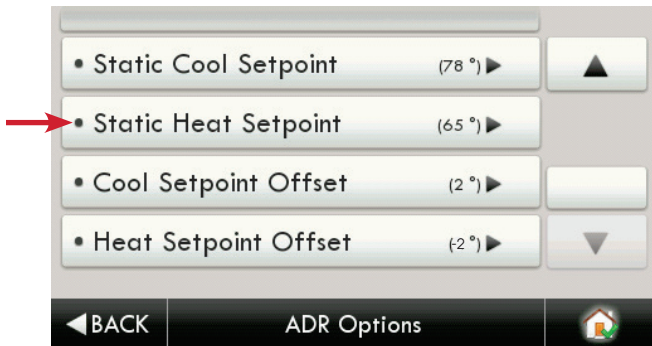 • Static Cool Setpoint (78 °) ▶
• Static Heat Setpoint (65 °) ▶
• Cool Setpoint Offset (2 °) ▶
• Heat Setpoint Offset (-2 °) ▶
◀BACK ADR Options